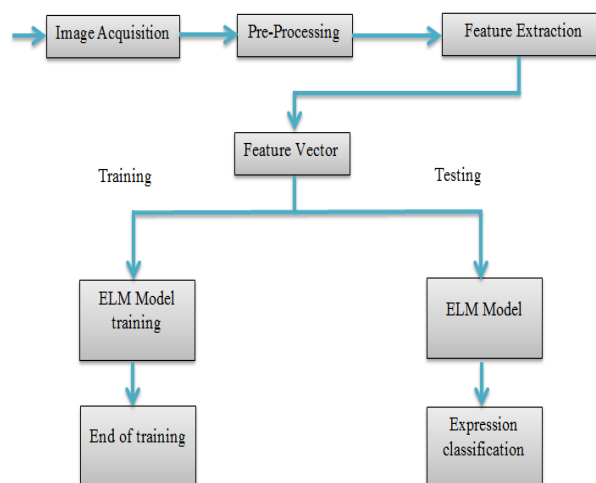 Image Acquisition
Pre-Processing
Feature Extraction
Feature Vector
Training
Testing
ELM Model
training
ELM Model
End of training
Expression
classification